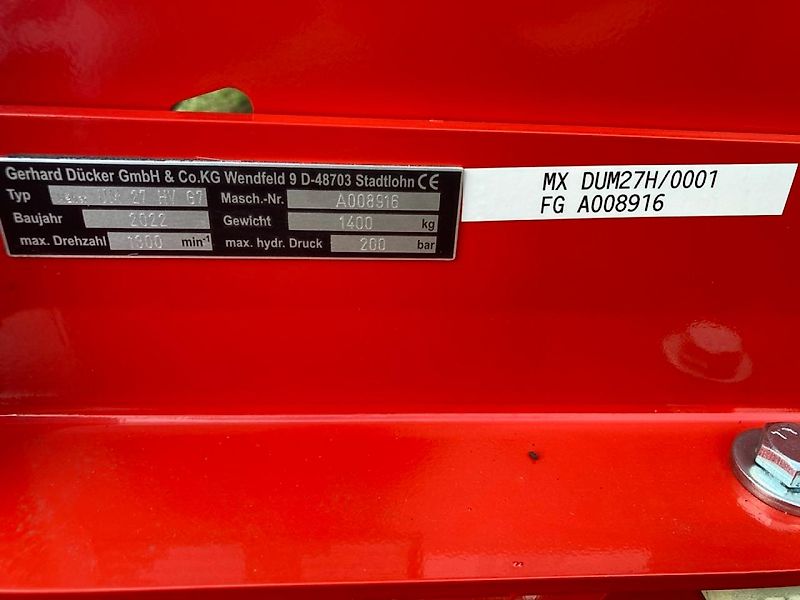 Gerhard Dücker GmbH & Co.KG Wendfeld 9 D-48703 Stadtlohn CE
Typ 27 Masch.-Nr. A008916
Baujahr 2022 Gewicht 1400 kg
max. Drehzahl 1000 min-1 max. hydr. Druck 200 bar
MX DUM27H/0001
FG A008916